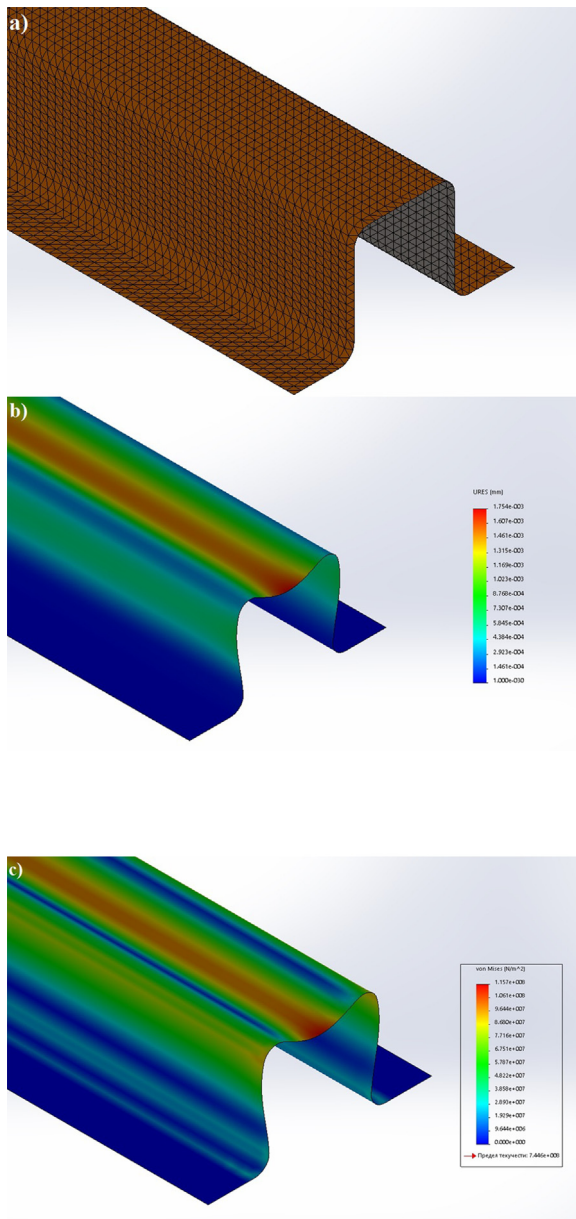 a)
b)
URES (mm)
1.754e-003
1.607e-003
1.461e-003
1.315e-003
1.169e-003
1.023e-003
8.768e-004
7.307e-004
5.845e-004
4.384e-004
2.923e-004
1.461e-004
1.000e-030
c)
von Mises (N/m^2)
1.157e+008
1.061e+008
9.644e+007
8.680e+007
7.716e+007
6.751e+007
5.787e+007
4.822e+007
3.858e+007
2.893e+007
1.929e+007
9.644e+006
0.000e+000
Предел текучести: 7.446e+008